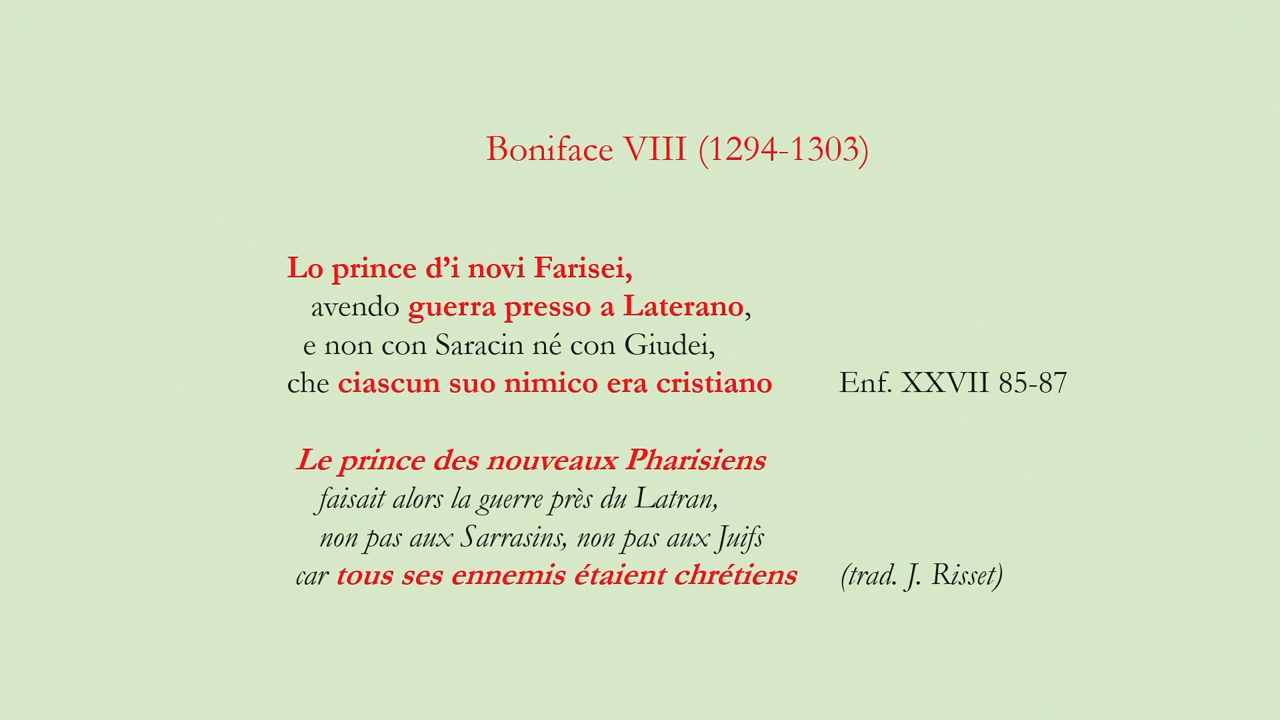 Boniface VIII (1294-1303)
Lo prince d’i novi Farisei,
avendo guerra presso a Laterano,
e non con Saracin né con Giudei,
che ciascun suo nimico era cristiano Enf. XXVII 85-87
Le prince des nouveaux Pharisiens
faisait alors la guerre près du Latran,
non pas aux Sarrasins, non pas aux Juifs
car tous ses ennemis étaient chrétiens (trad. J. Risset)